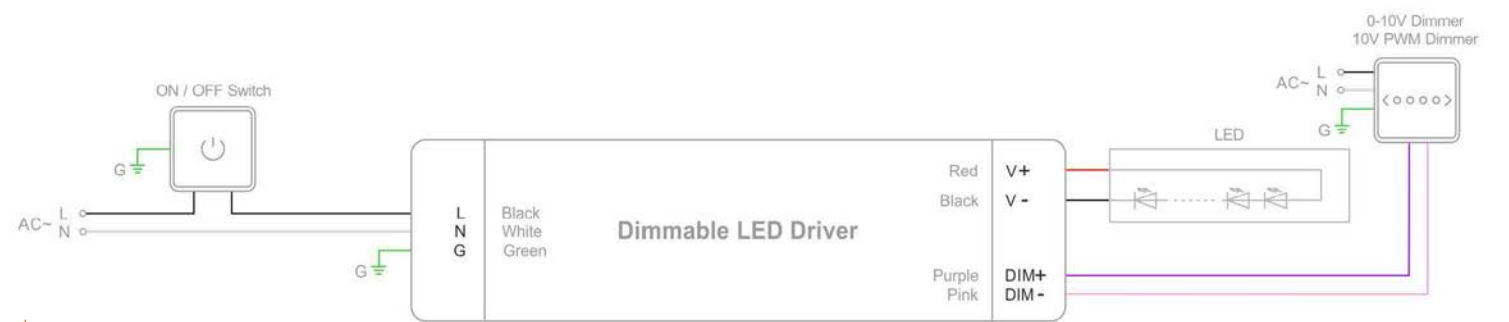 0-10V Dimmer
10V PWM Dimmer
AC~ L
N
G
ON / OFF Switch
G
AC~ L
N
G
L Black
N White
G Green
Dimmable LED Driver
Red V+
Black V -
Purple DIM+
Pink DIM -
LED